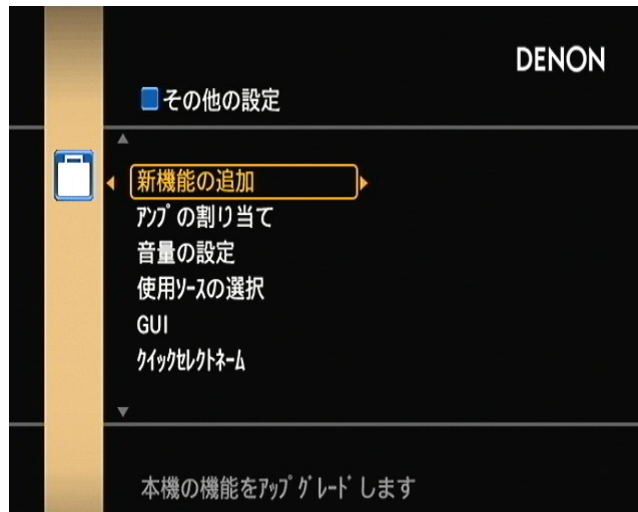 DENON
その他の設定
新機能の追加
ｱﾝﾌﾟの割り当て
音量の設定
使用ｿｰｽの選択
GUI
ｸｲｯｸｾﾚｸﾄﾈｰﾑ
本機の機能をｱｯﾌﾟｸﾞﾚｰﾄﾞします